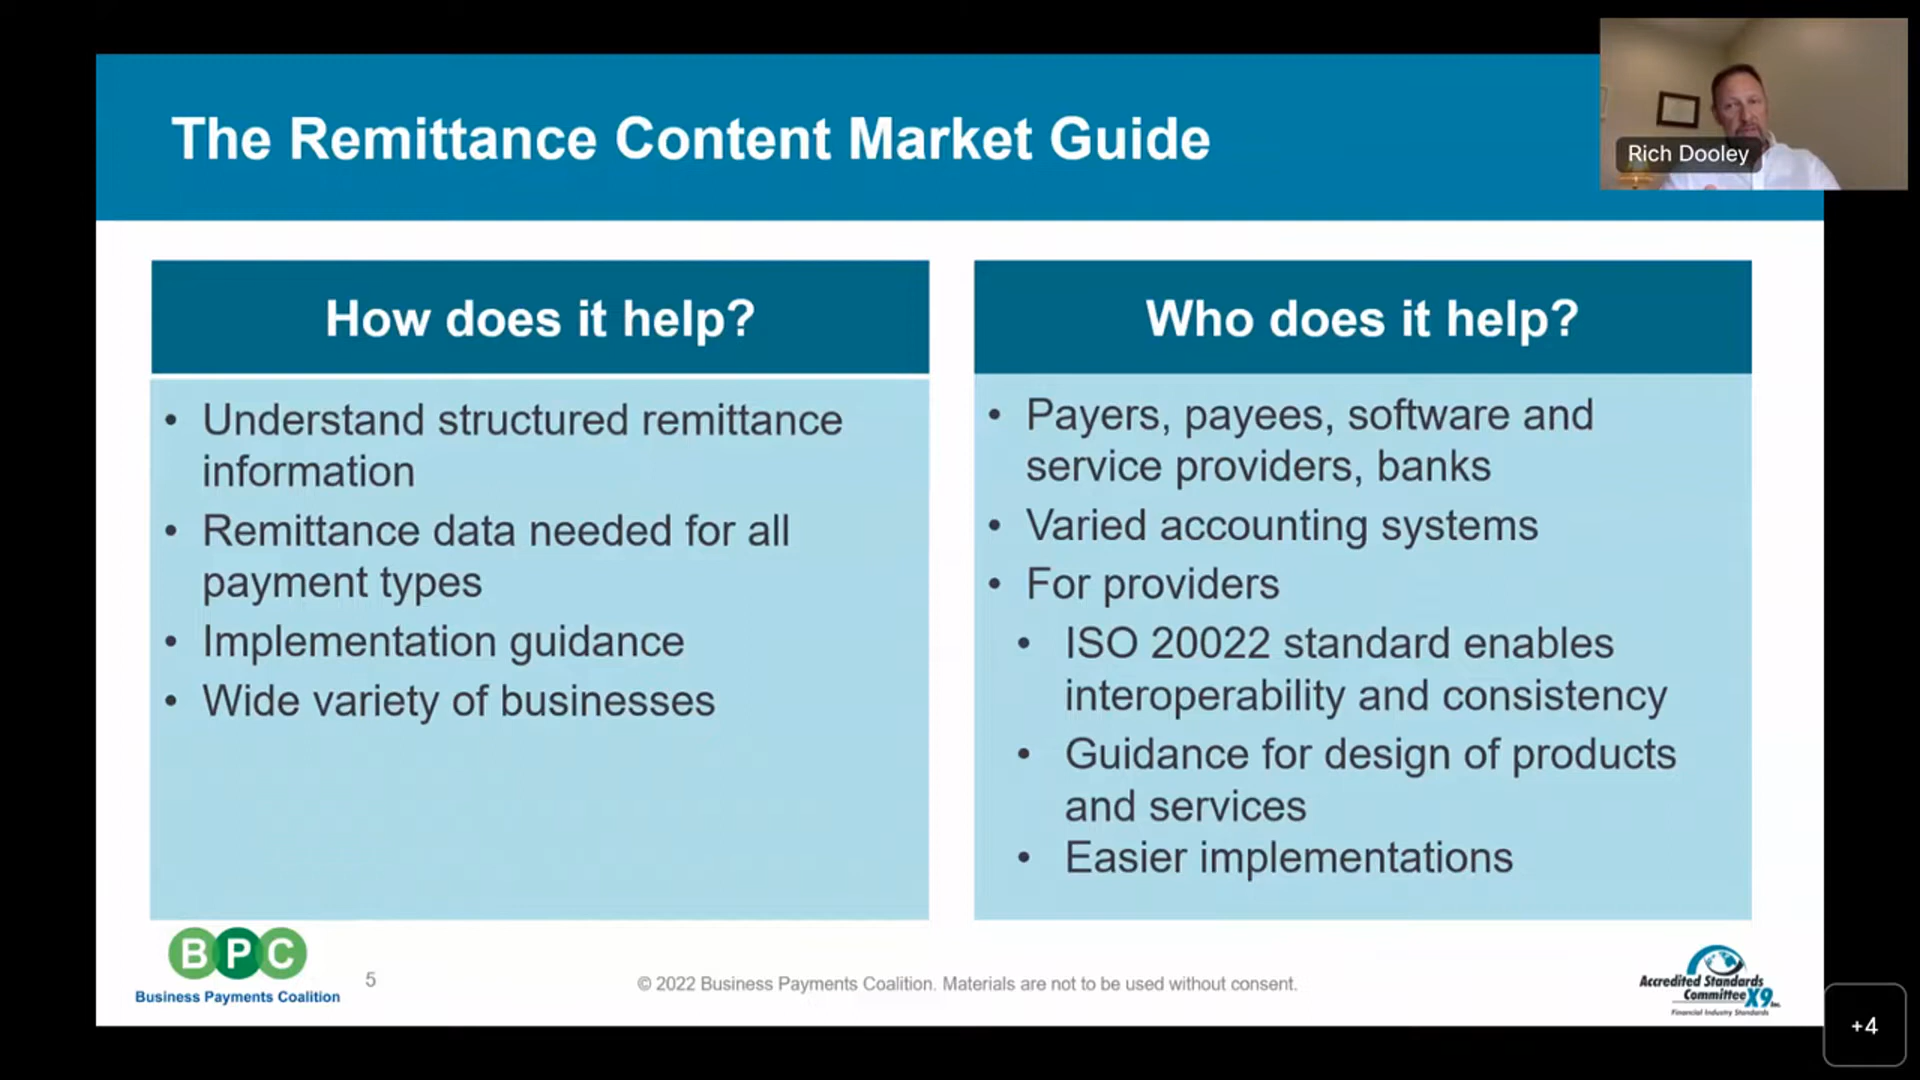 The Remittance Content Market Guide
Rich Dooley
How does it help?
• Understand structured remittance
information
• Remittance data needed for all
payment types
• Implementation guidance
• Wide variety of businesses
Who does it help?
• Payers, payees, software and
service providers, banks
• Varied accounting systems
• For providers
• ISO 20022 standard enables
interoperability and consistency
• Guidance for design of products
and services
• Easier implementations
BPC
Business Payments Coalition
5
© 2022 Business Payments Coalition. Materials are not to be used without consent.
Accredited Standards
Committee X9 Inc.
Financial Industry Standards
+4